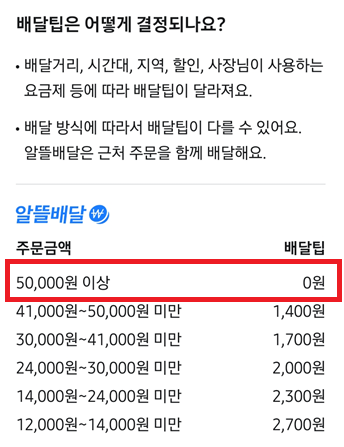 배달팁은 어떻게 결정되나요?
• 배달거리, 시간대, 지역, 할인, 사장님이 사용하는
요금제 등에 따라 배달팁이 달라져요.
• 배달 방식에 따라서 배달팁이 다를 수 있어요.
알뜰배달은 근처 주문을 함께 배달해요.
알뜰배달 ₩
주문금액 배달팁
50,000원 이상 0원
41,000원~50,000원 미만 1,400원
30,000원~41,000원 미만 1,700원
24,000원~30,000원 미만 2,000원
14,000원~24,000원 미만 2,300원
12,000원~14,000원 미만 2,700원